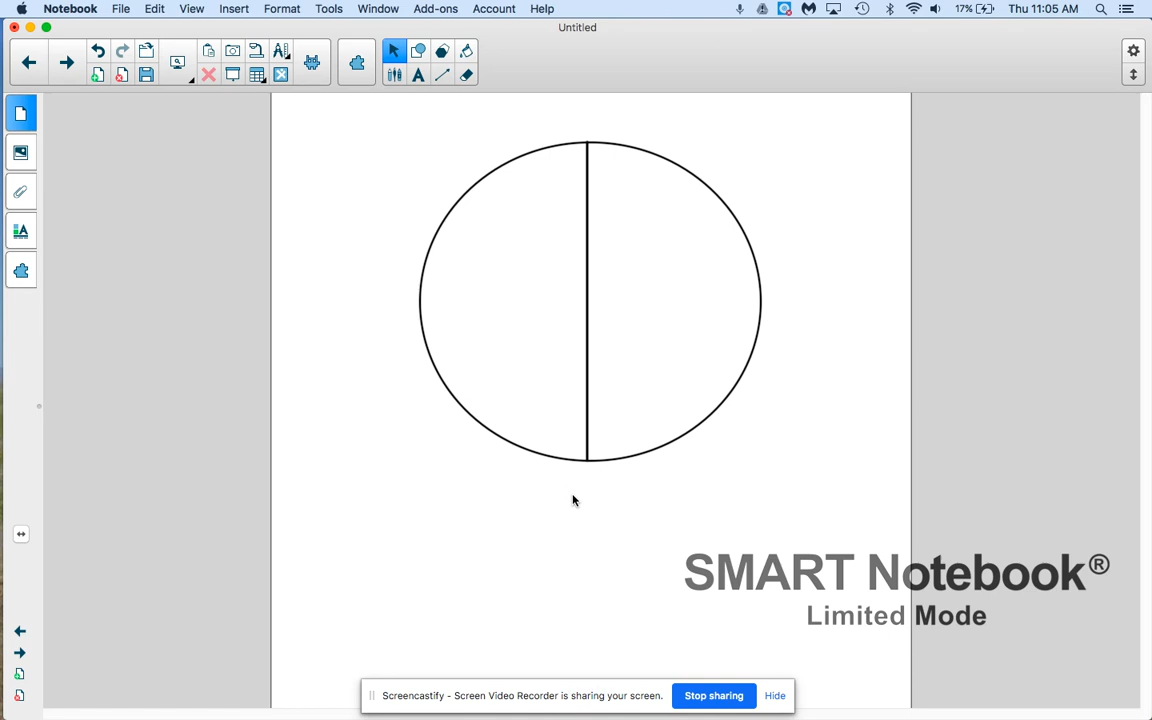 Notebook File Edit View Insert Format Tools Window Add-ons Account Help 17% Thu 11:05 AM
Untitled
SMART Notebook®
Limited Mode
Screencastify - Screen Video Recorder is sharing your screen. Stop sharing Hide